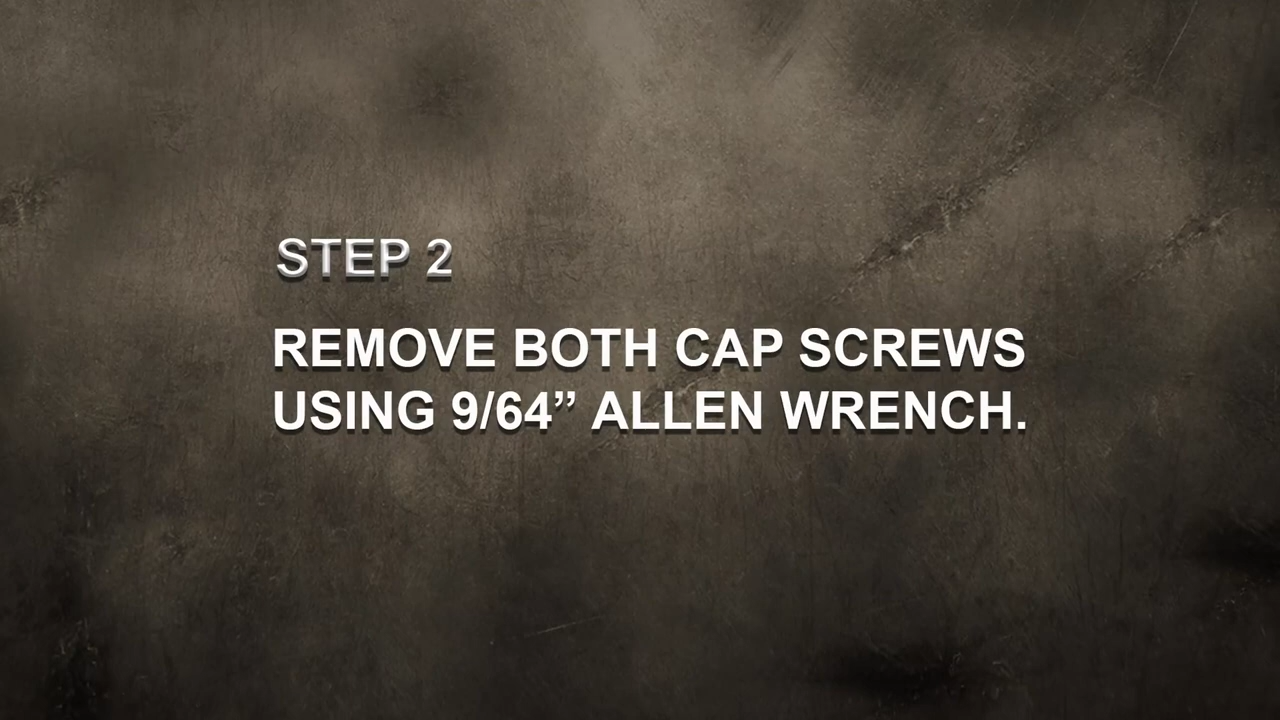 STEP 2
REMOVE BOTH CAP SCREWS
USING 9/64” ALLEN WRENCH.